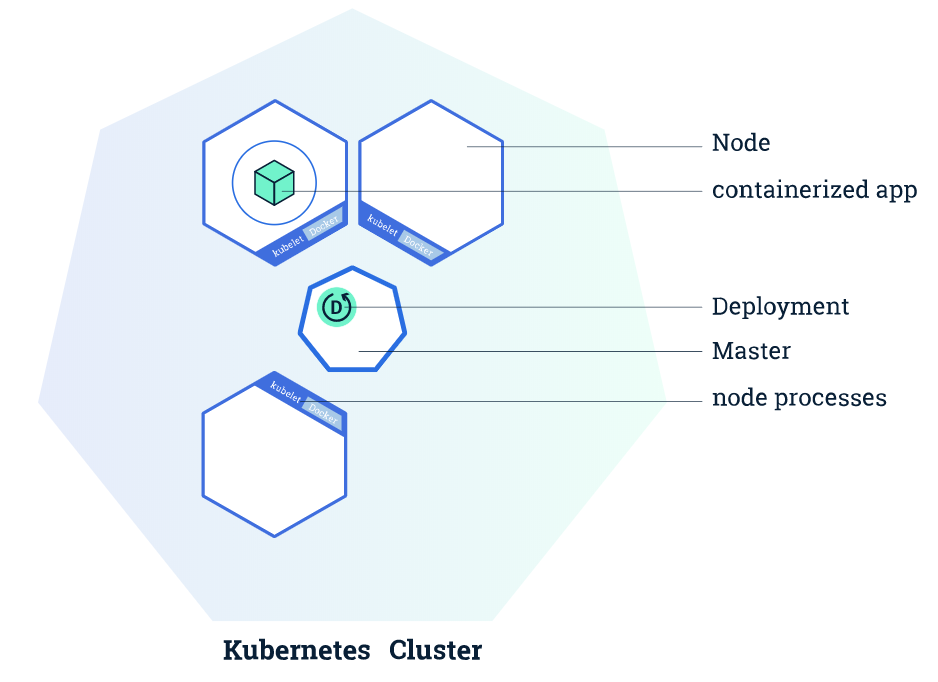 Node
containerized app
kubelet Docker
kubelet Docker
D
Deployment
Master
kubelet Docker
node processes
Kubernetes Cluster